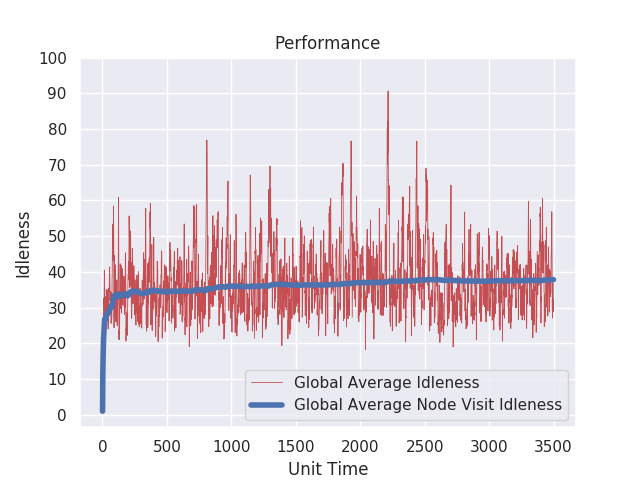 Performance
100
90
80
70
60
50
40
30
20
10
0
Idleness
Global Average Idleness
Global Average Node Visit Idleness
0 500 1000 1500 2000 2500 3000 3500
Unit Time